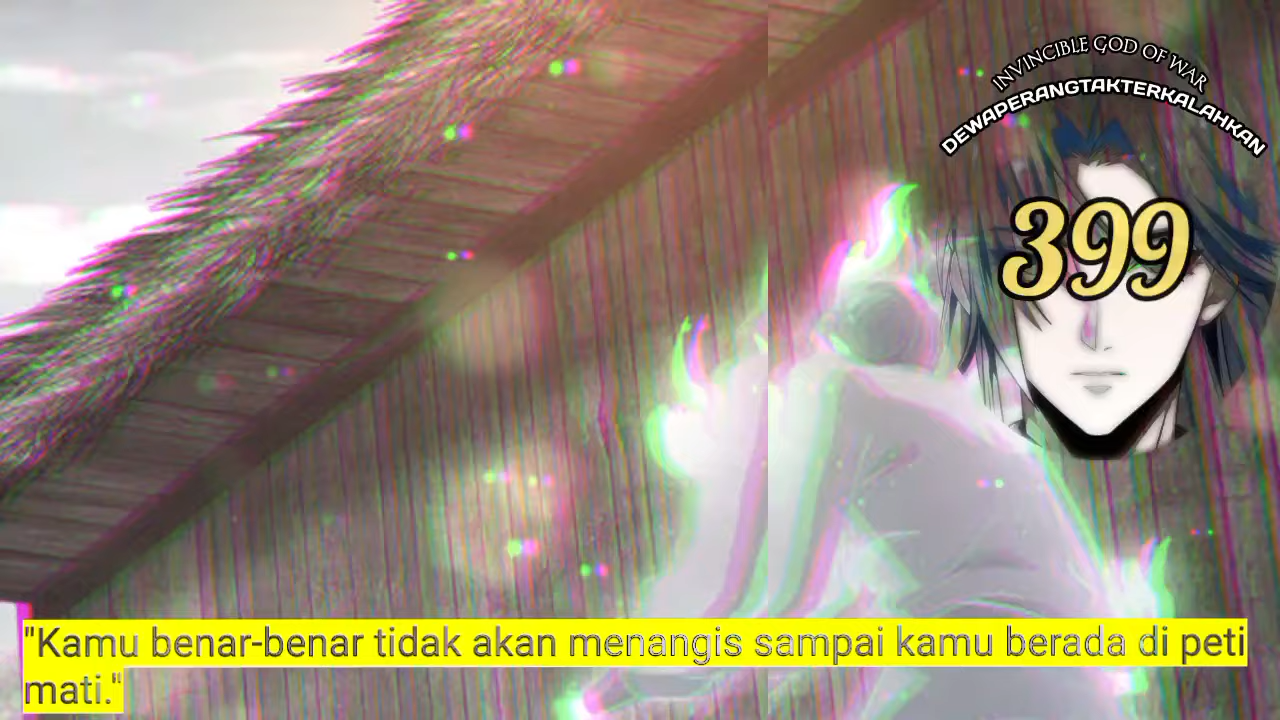 INVINCIBLE GOD OF WAR
DEWAPERANGTAKTERKALAHKAN
399
"Kamu benar-benar tidak akan menangis sampai kamu berada di peti
mati."